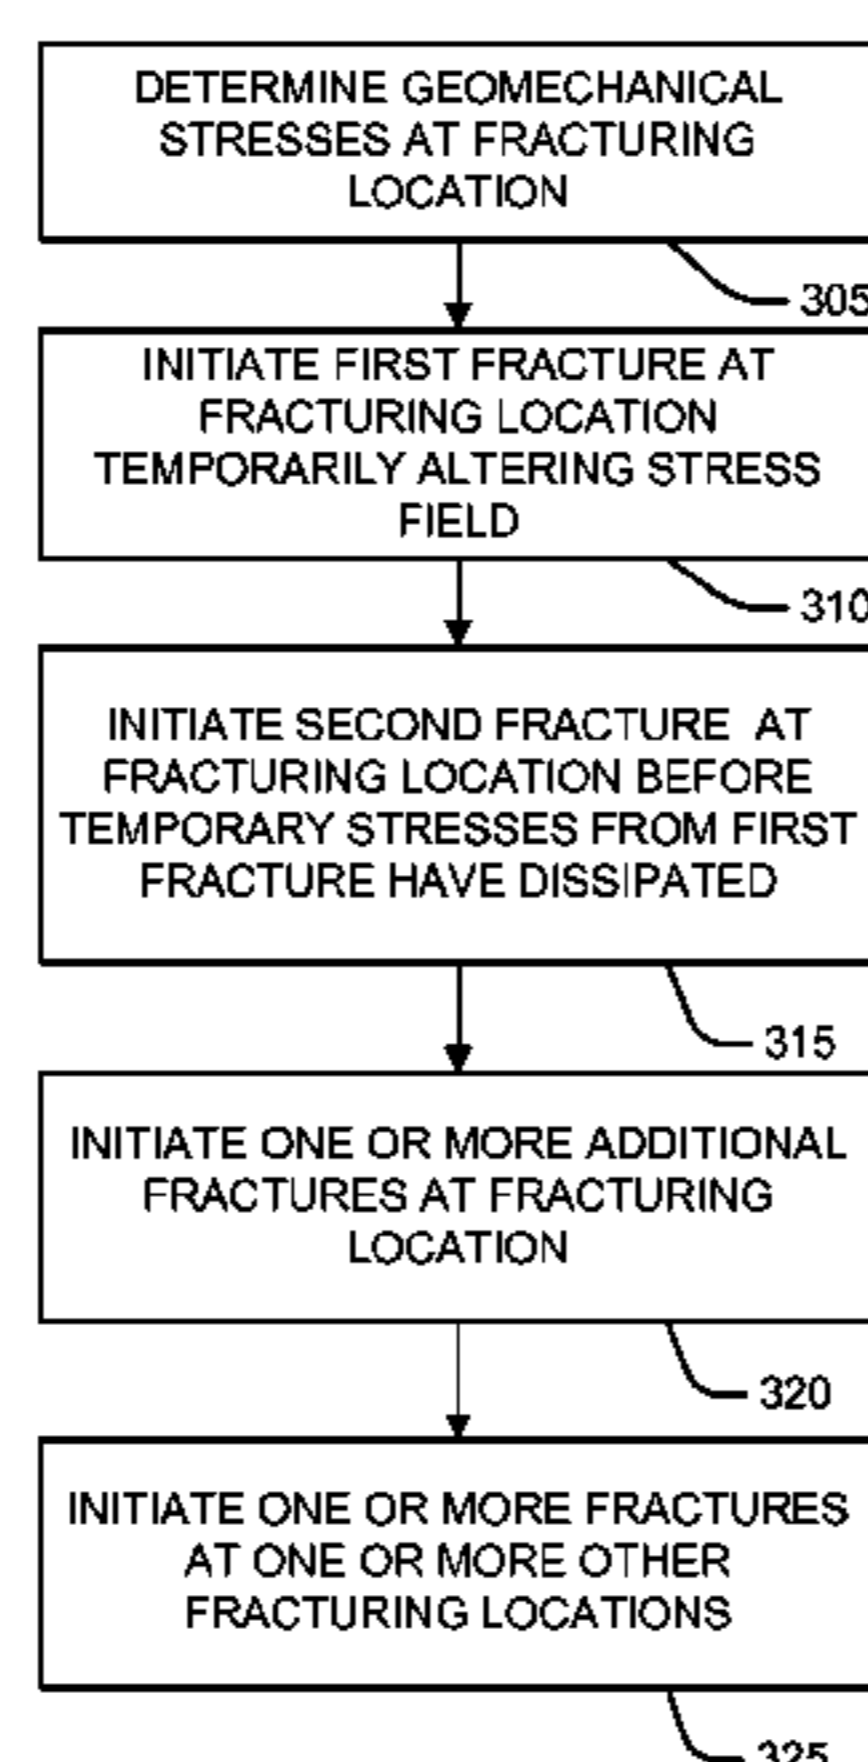 DETERMINE GEOMECHANICAL
STRESSES AT FRACTURING
LOCATION
305
INITIATE FIRST FRACTURE AT
FRACTURING LOCATION
TEMPORARILY ALTERING STRESS
FIELD
310
INITIATE SECOND FRACTURE AT
FRACTURING LOCATION BEFORE
TEMPORARY STRESSES FROM FIRST
FRACTURE HAVE DISSIPATED
315
INITIATE ONE OR MORE ADDITIONAL
FRACTURES AT FRACTURING
LOCATION
320
INITIATE ONE OR MORE FRACTURES
AT ONE OR MORE OTHER
FRACTURING LOCATIONS
325